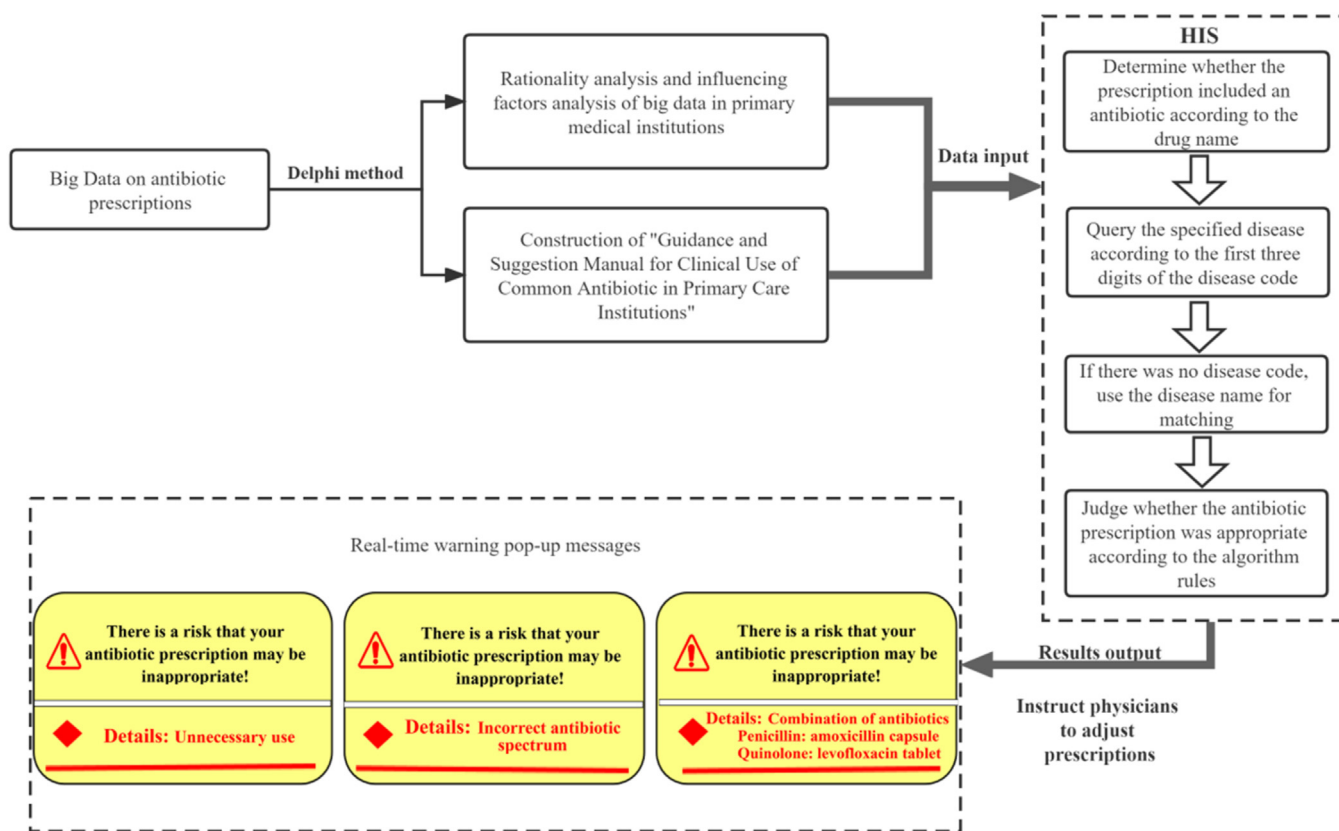 Big Data on antibiotic
prescriptions
Delphi method
Rationality analysis and influencing
factors analysis of big data in primary
medical institutions
Construction of "Guidance and
Suggestion Manual for Clinical Use of
Common Antibiotic in Primary Care
Institutions"
Data input
HIS
Determine whether the
prescription included an
antibiotic according to the
drug name
Query the specified disease
according to the first three
digits of the disease code
If there was no disease code,
use the disease name for
matching
Judge whether the antibiotic
prescription was appropriate
according to the algorithm
rules
Results output
Instruct physicians
to adjust
prescriptions
Real-time warning pop-up messages
There is a risk that your
antibiotic prescription may be
inappropriate!
Details: Unnecessary use
There is a risk that your
antibiotic prescription may be
inappropriate!
Details: Incorrect antibiotic
spectrum
There is a risk that your
antibiotic prescription may be
inappropriate!
Details: Combination of antibiotics
Penicillin: amoxicillin capsule
Quinolone: levofloxacin tablet